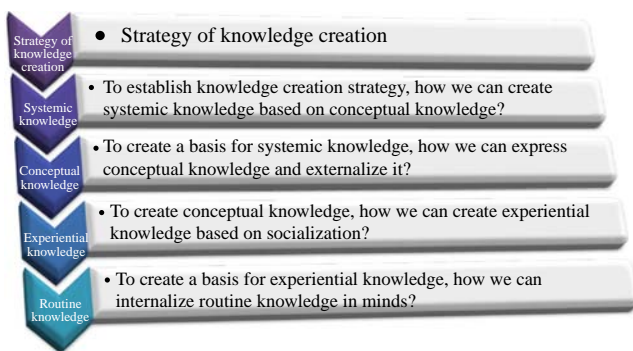 Strategy of
knowledge
creation
• Strategy of knowledge creation
Systemic
knowledge
• To establish knowledge creation strategy, how we can create
systemic knowledge based on conceptual knowledge?
Conceptual
knowledge
• To create a basis for systemic knowledge, how we can express
conceptual knowledge and externalize it?
Experiential
knowledge
• To create conceptual knowledge, how we can create experiential
knowledge based on socialization?
Routine
knowledge
• To create a basis for experiential knowledge, how we can
internalize routine knowledge in minds?